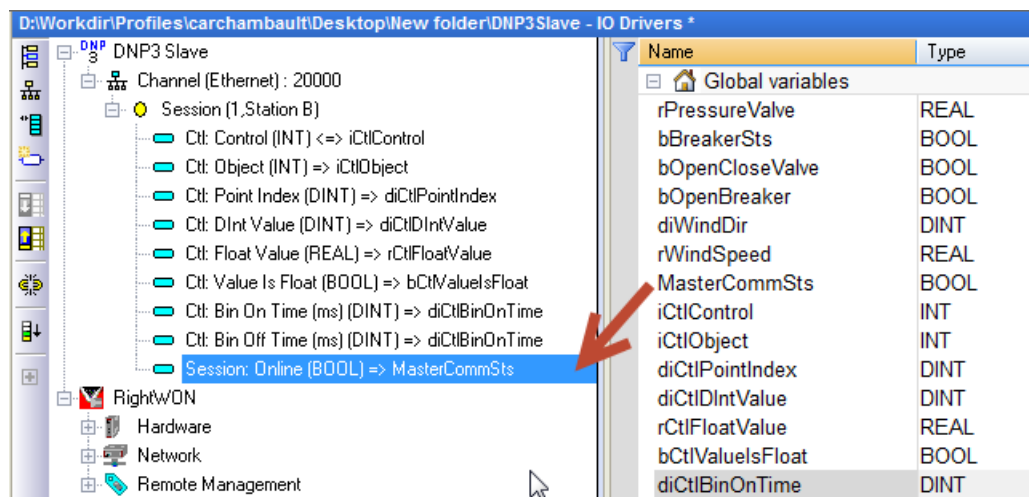 D:\Workdir\Profiles\carchambault\Desktop\New folder\DNP3Slave - IO Drivers *
DNP 3 DNP3 Slave
Channel (Ethernet) : 20000
Session (1,Station B)
Ctl: Control (INT) <=> iCtlControl
Ctl: Object (INT) => iCtlObject
Ctl: Point Index (DINT) => diCtlPointIndex
Ctl: DInt Value (DINT) => diCtlDIntValue
Ctl: Float Value (REAL) => rCtlFloatValue
Ctl: Value Is Float (BOOL) => bCtlValueIsFloat
Ctl: Bin On Time (ms) (DINT) => diCtlBinOnTime
Ctl: Bin Off Time (ms) (DINT) => diCtlBinOnTime
Session: Online (BOOL) => MasterCommSts
RightWON
Hardware
Network
Remote Management
Name Type
Global variables
rPressureValve REAL
bBreakerSts BOOL
bOpenCloseValve BOOL
bOpenBreaker BOOL
diWindDir DINT
rWindSpeed REAL
MasterCommSts BOOL
iCtlControl INT
iCtlObject INT
diCtlPointIndex DINT
diCtlDIntValue DINT
rCtlFloatValue REAL
bCtlValueIsFloat BOOL
diCtlBinOnTime DINT